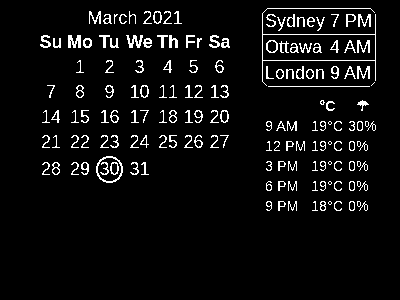 March 2021
Su Mo Tu We Th Fr Sa
1 2 3 4 5 6
7 8 9 10 11 12 13
14 15 16 17 18 19 20
21 22 23 24 25 26 27
28 29 30 31
Sydney 7 PM
Ottawa 4 AM
London 9 AM
°C ☂
9 AM 19°C 30%
12 PM 19°C 0%
3 PM 19°C 0%
6 PM 19°C 0%
9 PM 18°C 0%